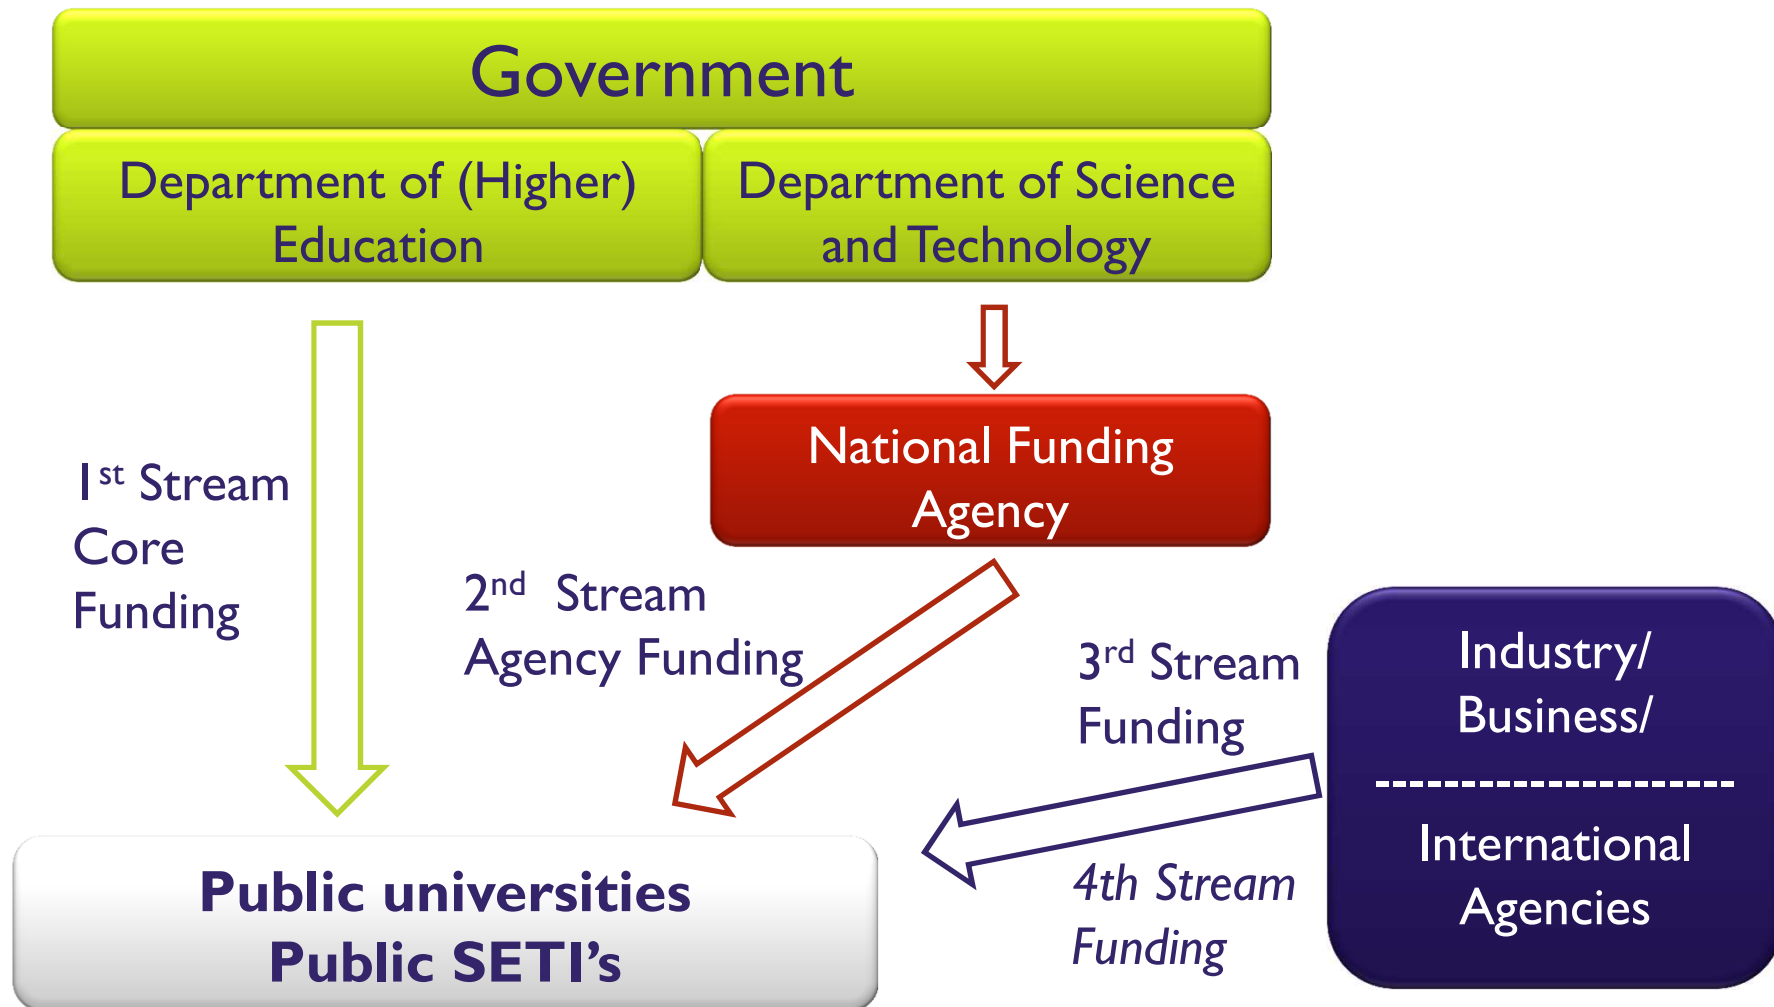 Government
Department of (Higher)
Education
Department of Science
and Technology
National Funding
Agency
1st Stream
Core
Funding
2nd Stream
Agency Funding
3rd Stream
Funding
Industry/
Business/
International
Agencies
4th Stream
Funding
Public universities
Public SETI’s